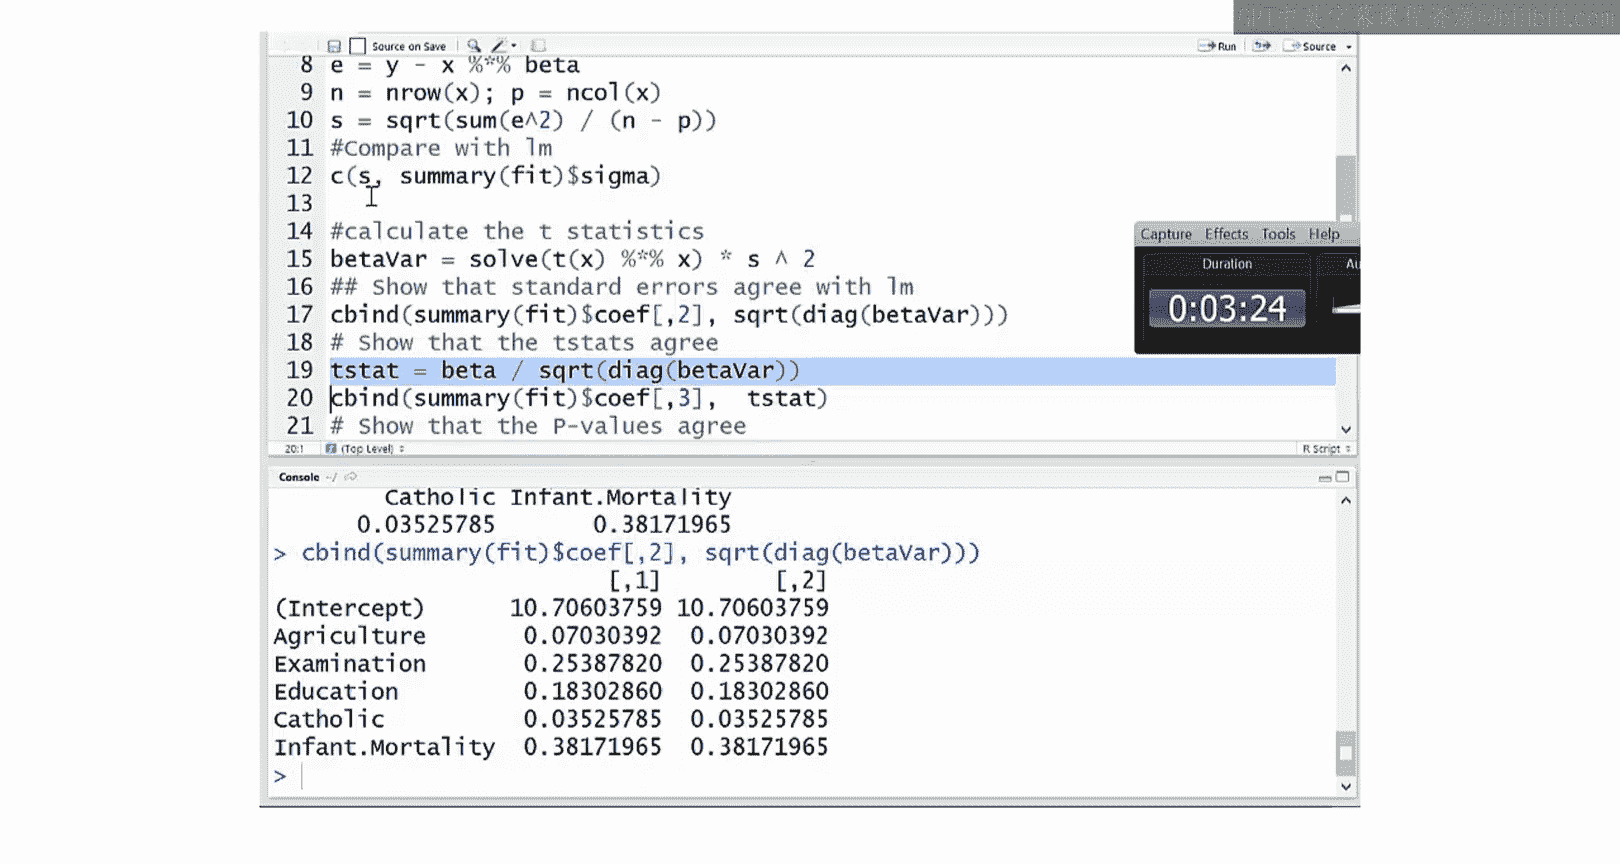 Source on Save
Run
Source
8 e = y - x %*% beta
9 n = nrow(x); p = ncol(x)
10 s = sqrt(sum(e^2) / (n - p))
11 #Compare with lm
12 c(s, summary(fit)$sigma)
13
14 #calculate the t statistics
15 betaVar = solve(t(x) %*% x) * s ^ 2
16 ## Show that standard errors agree with lm
17 cbind(summary(fit)$coef[,2], sqrt(diag(betaVar)))
18 # Show that the tstats agree
19 tstat = beta / sqrt(diag(betaVar))
20 cbind(summary(fit)$coef[,3],  tstat)
21 # Show that the P-values agree
20:1 (Top Level) R Script
Capture Effects Tools Help
Duration Au
0:03:24
Console ~/
Catholic Infant.Mortality
0.03525785 0.38171965
> cbind(summary(fit)$coef[,2], sqrt(diag(betaVar)))
[,1] [,2]
(Intercept) 10.70603759 10.70603759
Agriculture 0.07030392 0.07030392
Examination 0.25387820 0.25387820
Education 0.18302860 0.18302860
Catholic 0.03525785 0.03525785
Infant.Mortality 0.38171965 0.38171965
>